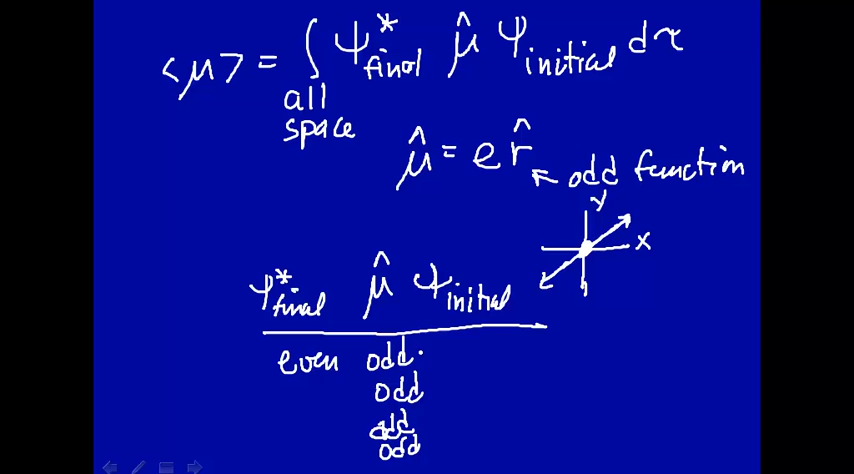 <μ> = ∫ ψ*final μ̂ ψinitial dτ
all
space
μ̂ = e r̂ ← odd function
y
x
ψ*final μ̂ ψinitial
even odd
odd
odd
odd